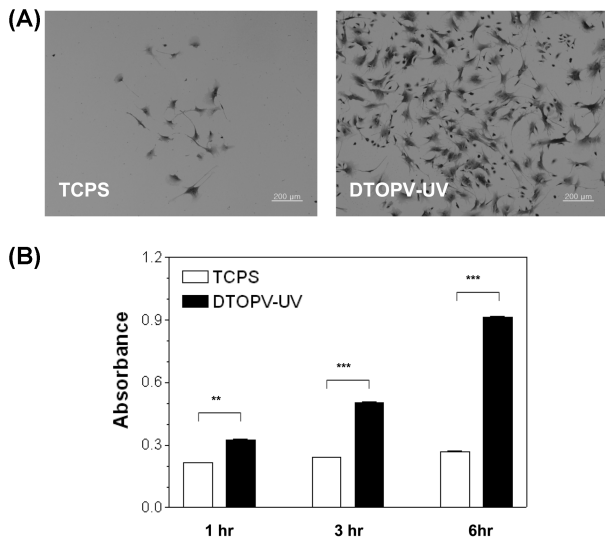 (A)
TCPS
200 µm
DTOPV-UV
200 µm
(B)
1.2
0.9
0.6
0.3
0.0
Absorbance
TCPS
DTOPV-UV
**
***
***
1 hr
3 hr
6hr